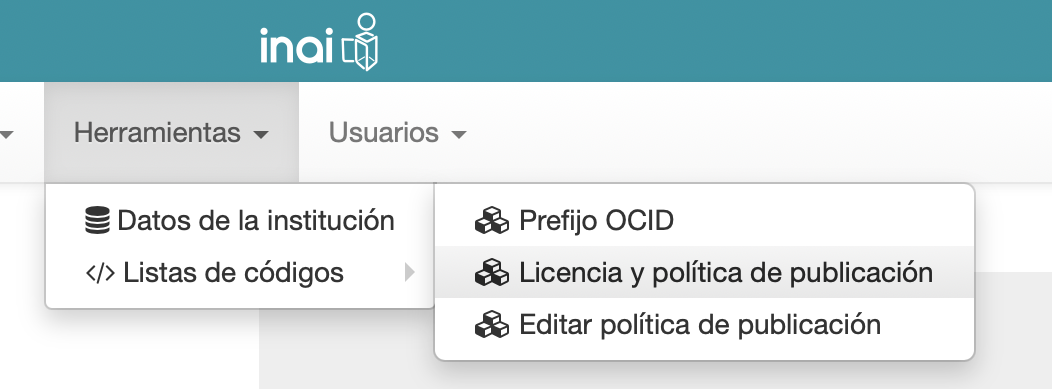 inai
Herramientas
Usuarios
Datos de la institución
Listas de códigos
Prefijo OCID
Licencia y política de publicación
Editar política de publicación